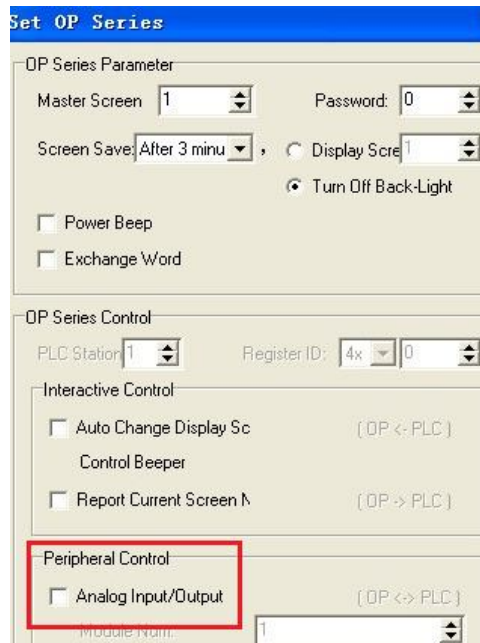 Set OP Series
OP Series Parameter
Master Screen 1 Password: 0
Screen Save: After 3 minu , Display Scre 1
Turn Off Back-Light
Power Beep
Exchange Word
OP Series Control
PLC Station 1 Register ID: 4x 0
Interactive Control
Auto Change Display Sc (OP <- PLC)
Control Beeper
Report Current Screen N (OP -> PLC)
Peripheral Control
Analog Input/Output (OP <-> PLC)
Module Num: 1